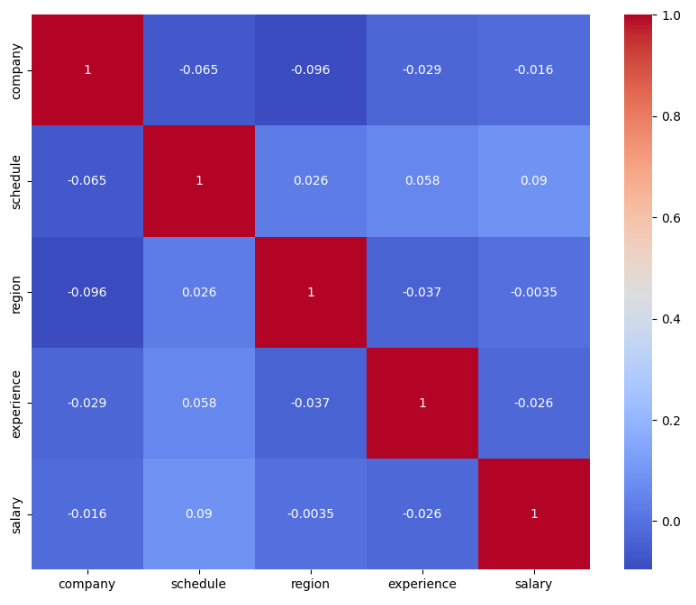 company 1 -0.065 -0.096 -0.029 -0.016
schedule -0.065 1 0.026 0.058 0.09
region -0.096 0.026 1 -0.037 -0.0035
experience -0.029 0.058 -0.037 1 -0.026
salary -0.016 0.09 -0.0035 -0.026 1
company schedule region experience salary
1.0
0.8
0.6
0.4
0.2
0.0